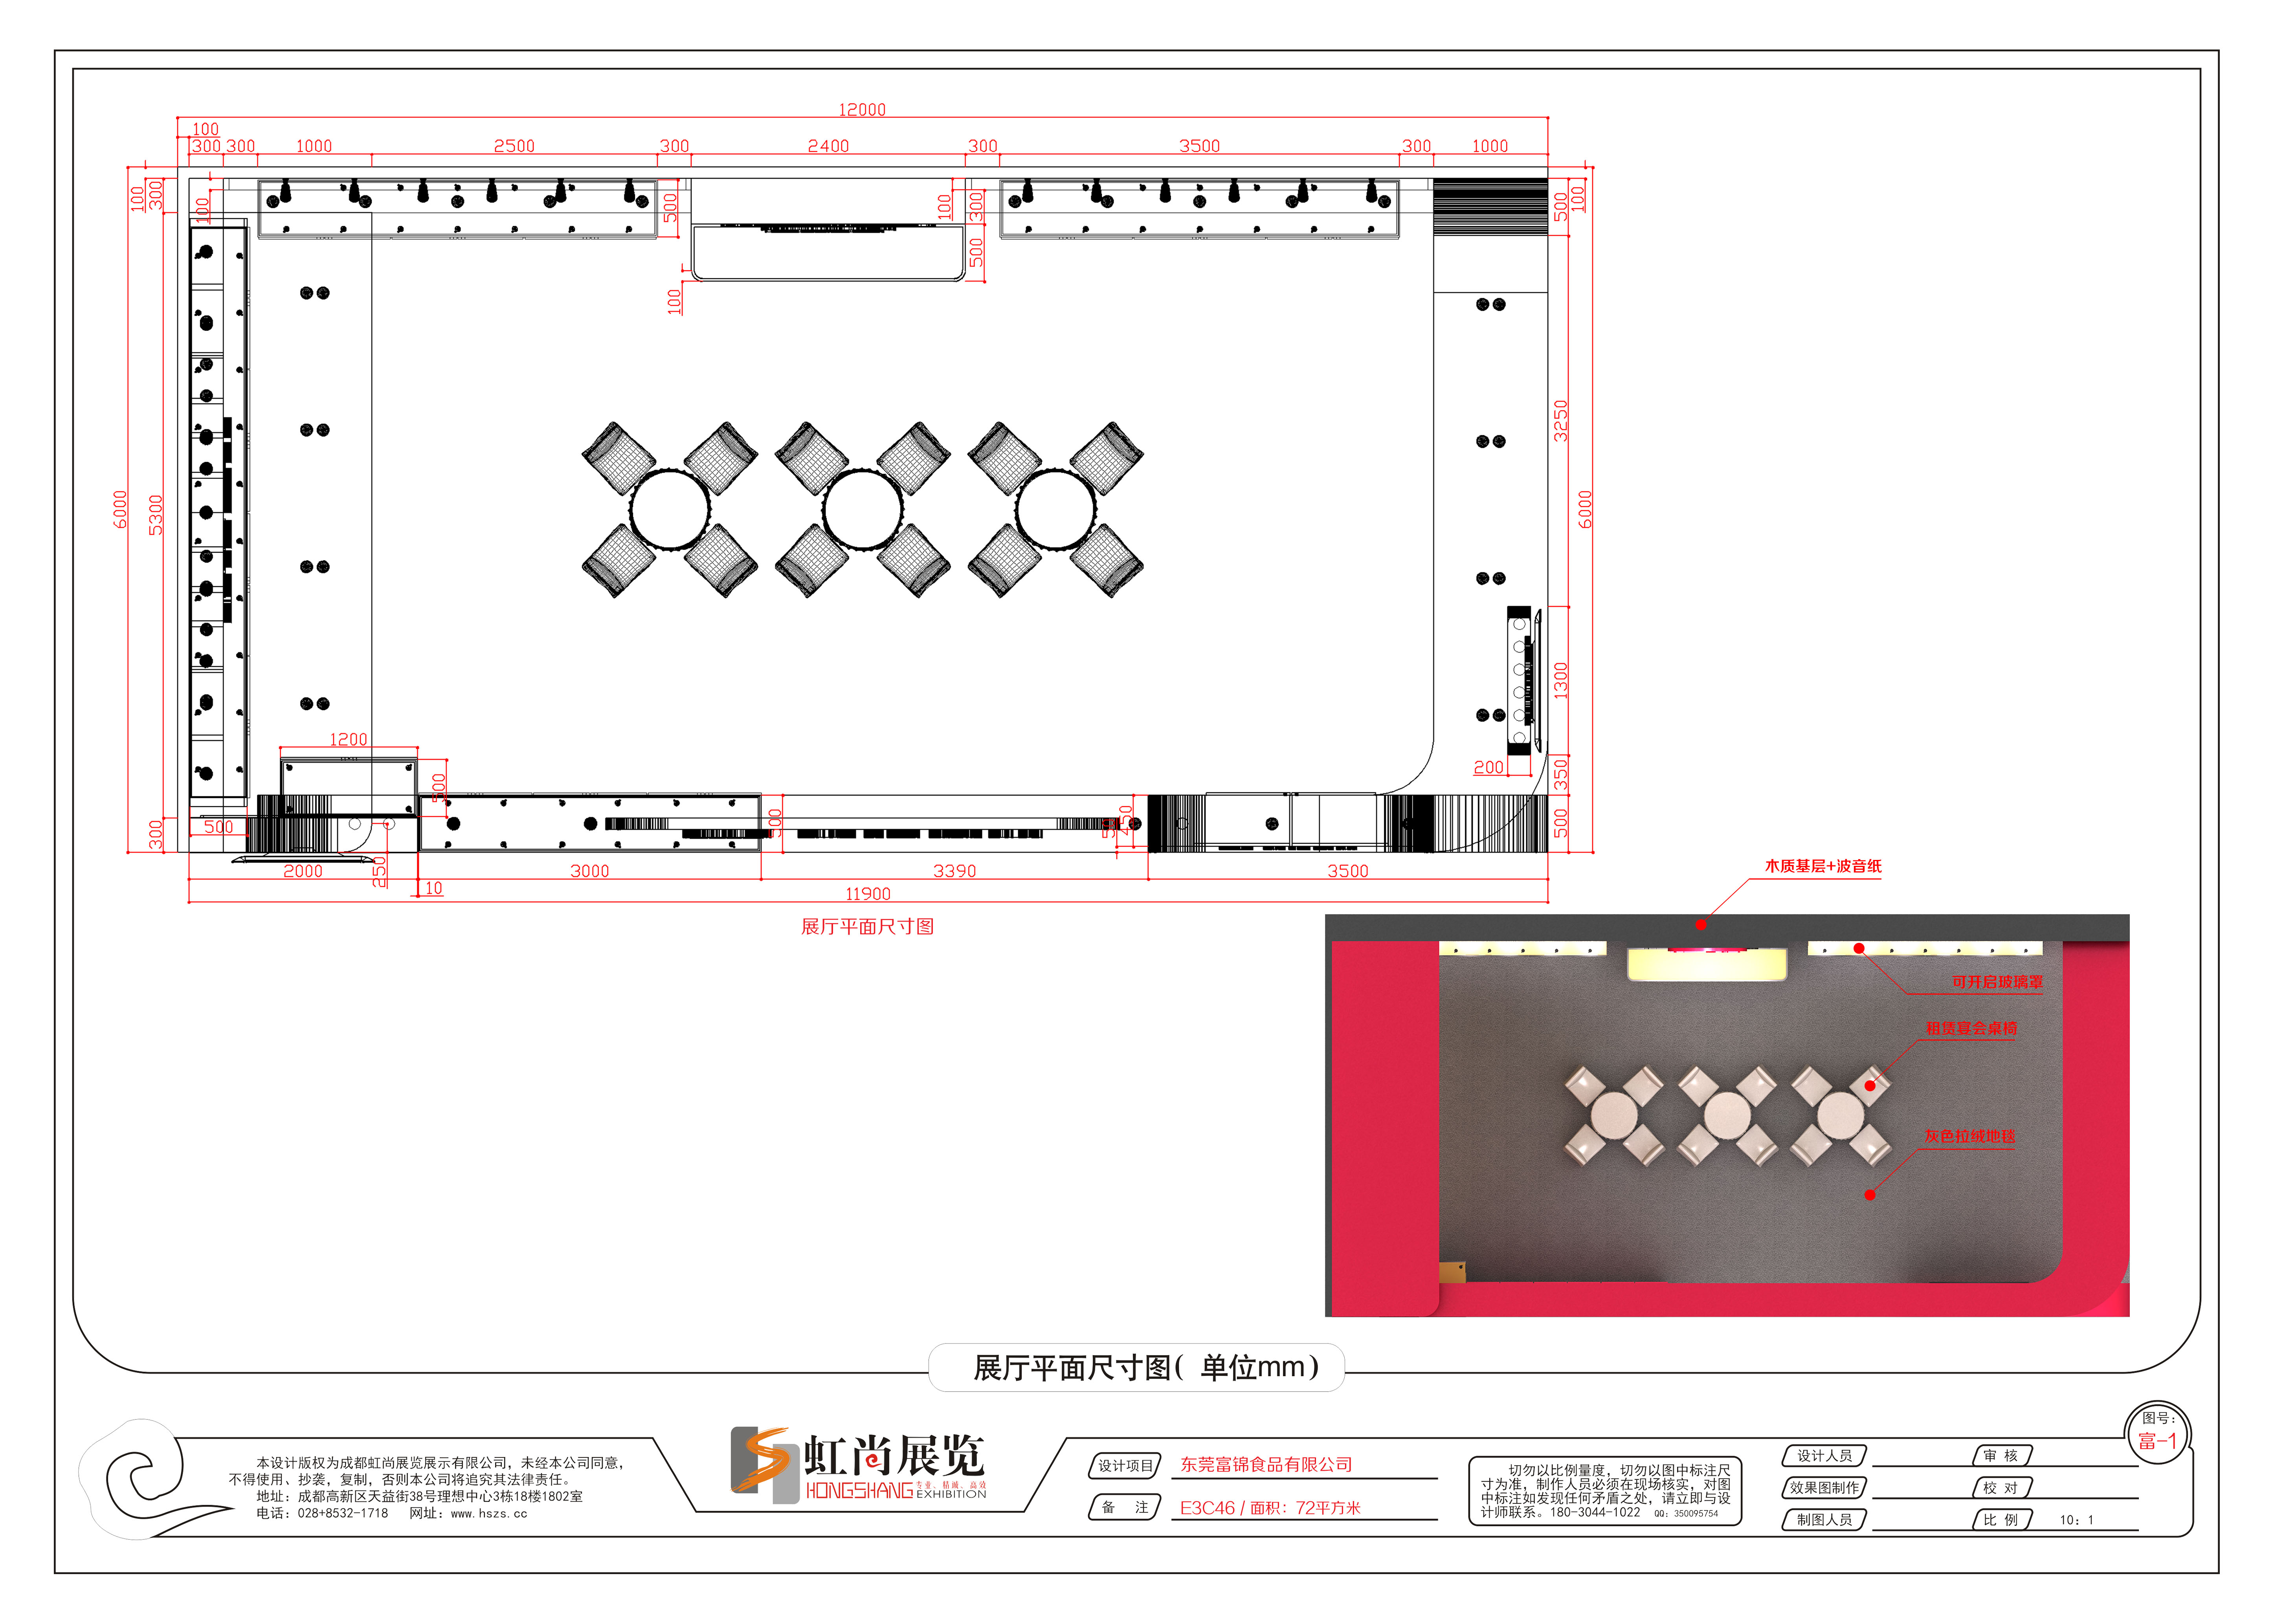 12000
100
300 300 1000 2500 300 2400 300 3500 300 1000
100
300
100
500
100
300
500
100
500
100
6000
5300
3250
6000
1300
1200
500
200
350
300
500
500
50
450
500
2000
250
10
3000
3390
3500
11900
展厅平面尺寸图
木质基层+波音纸
可开启玻璃罩
租赁宴会桌椅
灰色拉绒地毯
展厅平面尺寸图( 单位mm)
本设计版权为成都虹尚展览展示有限公司，未经本公司同意，
不得使用、抄袭，复制，否则本公司将追究其法律责任。
地址：成都高新区天益街38号理想中心3栋18楼1802室
电话：028+8532-1718 网址：www.hszs.cc
虹尚展览
HONGSHANG 专业、精诚、高效
EXHIBITION
设计项目 东莞富锦食品有限公司
备 注 E3C46 / 面积：72平方米
切勿以比例量度，切勿以图中标注尺
寸为准，制作人员必须在现场核实，对图
中标注如发现任何矛盾之处，请立即与设
计师联系。180-3044-1022 QQ：350095754
设计人员 审 核
效果图制作 校 对
制图人员 比 例 10：1
图号：
富-1